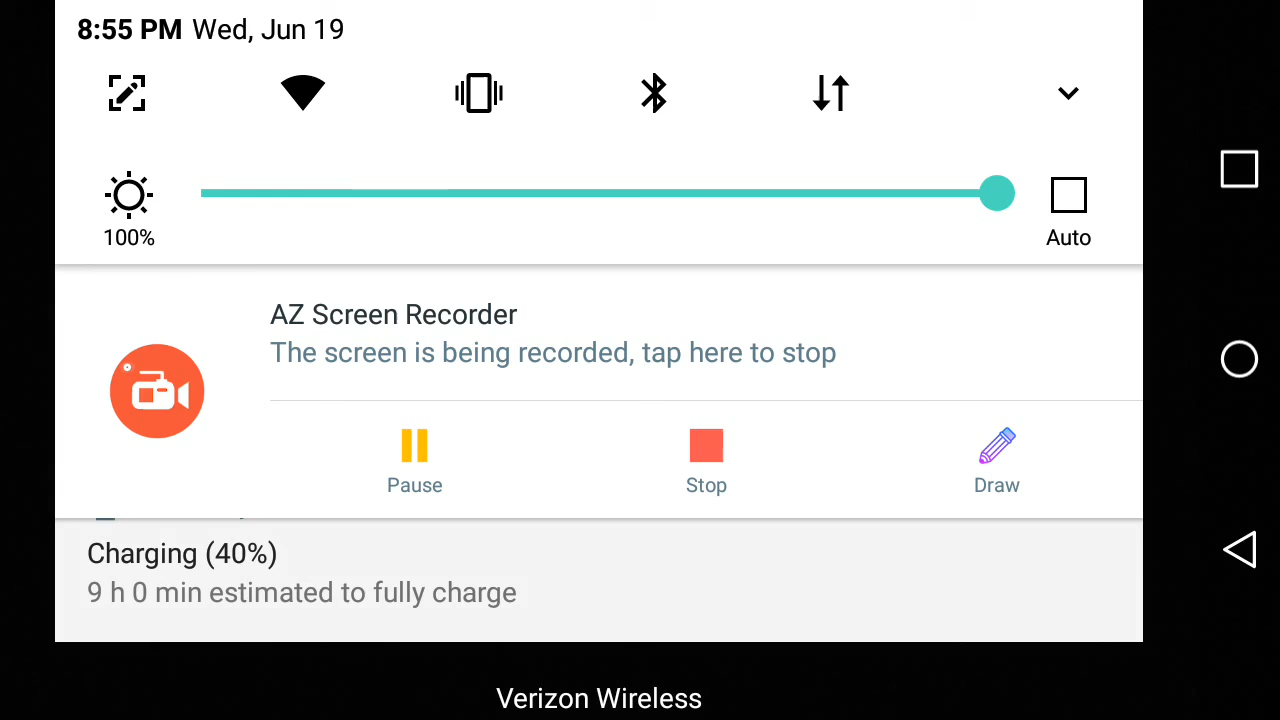 8:55 PM Wed, Jun 19
100%
Auto
AZ Screen Recorder
The screen is being recorded, tap here to stop
Pause
Stop
Draw
Charging (40%)
9 h 0 min estimated to fully charge
Verizon Wireless